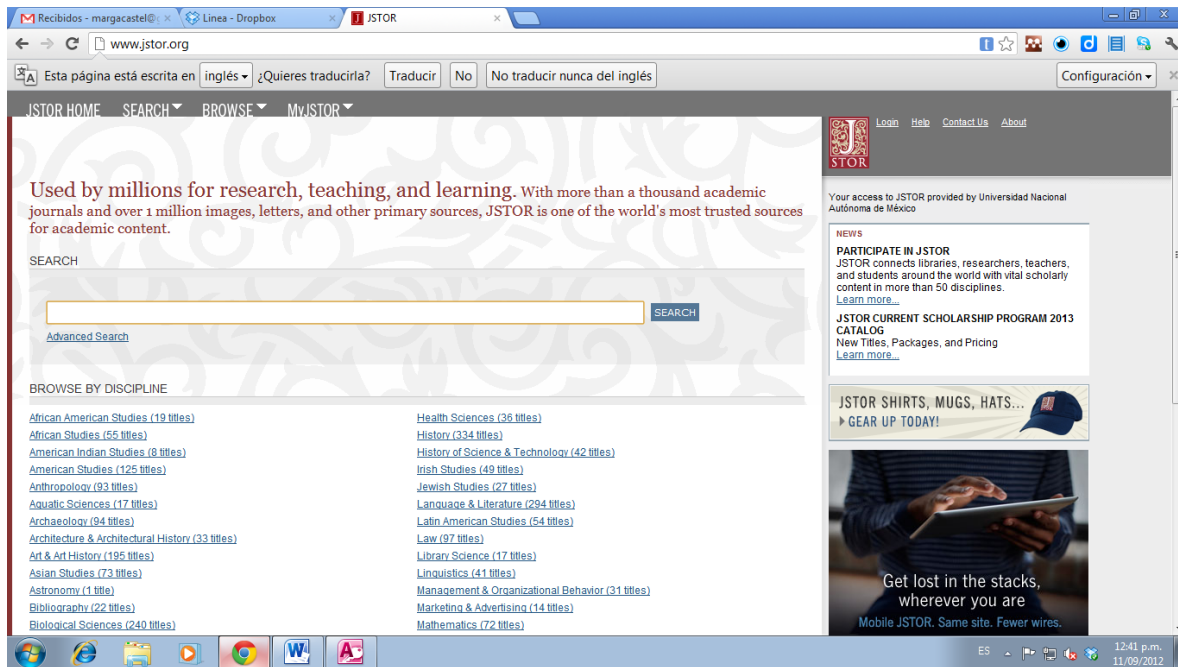 Recibidos - margacastel@g
Linea - Dropbox
JSTOR
www.jstor.org
Esta página está escrita en inglés ¿Quieres traducirla? Traducir No No traducir nunca del inglés Configuración
JSTOR HOME SEARCH BROWSE MyJSTOR
JSTOR
Login Help Contact Us About
Used by millions for research, teaching, and learning. With more than a thousand academic
journals and over 1 million images, letters, and other primary sources, JSTOR is one of the world's most trusted sources
for academic content.
SEARCH
SEARCH
Advanced Search
BROWSE BY DISCIPLINE
African American Studies (19 titles)
African Studies (55 titles)
American Indian Studies (8 titles)
American Studies (125 titles)
Anthropology (93 titles)
Aquatic Sciences (17 titles)
Archaeology (94 titles)
Architecture & Architectural History (33 titles)
Art & Art History (195 titles)
Asian Studies (73 titles)
Astronomy (1 title)
Bibliography (22 titles)
Biological Sciences (240 titles)
Health Sciences (36 titles)
History (334 titles)
History of Science & Technology (42 titles)
Irish Studies (49 titles)
Jewish Studies (27 titles)
Language & Literature (294 titles)
Latin American Studies (54 titles)
Law (97 titles)
Library Science (17 titles)
Linguistics (41 titles)
Management & Organizational Behavior (31 titles)
Marketing & Advertising (14 titles)
Mathematics (72 titles)
Your access to JSTOR provided by Universidad Nacional
Autónoma de México
NEWS
PARTICIPATE IN JSTOR
JSTOR connects libraries, researchers, teachers,
and students around the world with vital scholarly
content in more than 50 disciplines.
Learn more...
JSTOR CURRENT SCHOLARSHIP PROGRAM 2013
CATALOG
New Titles, Packages, and Pricing
Learn more...
JSTOR SHIRTS, MUGS, HATS...
GEAR UP TODAY!
Get lost in the stacks,
wherever you are
Mobile JSTOR. Same site. Fewer wires.
ES
12:41 p.m.
11/09/2012